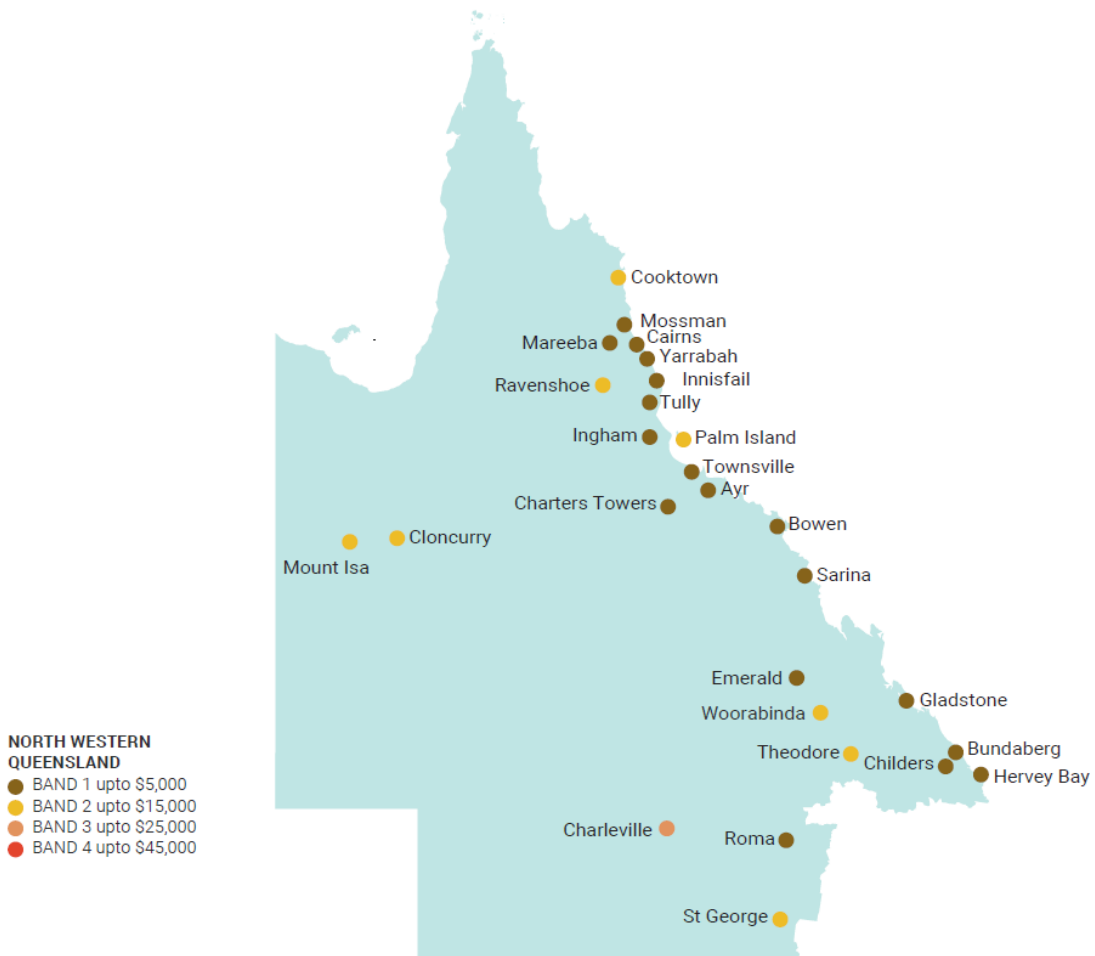 Cooktown
Mossman
Mareeba
Cairns
Yarrabah
Innisfail
Ravenshoe
Tully
Ingham
Palm Island
Townsville
Ayr
Charters Towers
Bowen
Cloncurry
Mount Isa
Sarina
Emerald
Gladstone
Woorabinda
Theodore
Bundaberg
Childers
Hervey Bay
Charleville
Roma
St George
NORTH WESTERN
QUEENSLAND
BAND 1 upto $5,000
BAND 2 upto $15,000
BAND 3 upto $25,000
BAND 4 upto $45,000